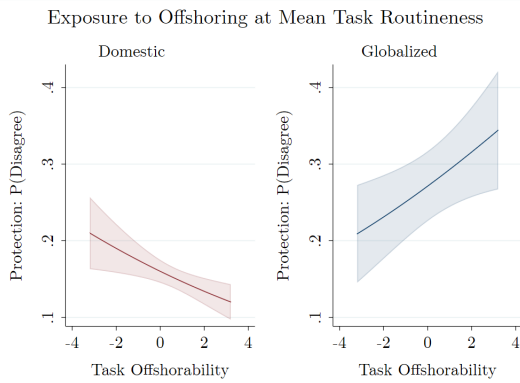 Exposure to Offshoring at Mean Task Routineness
Domestic
Protection: P(Disagree)
.4
.3
.2
.1
-4 -2 0 2 4
Task Offshorability
Globalized
Protection: P(Disagree)
.4
.3
.2
.1
-4 -2 0 2 4
Task Offshorability